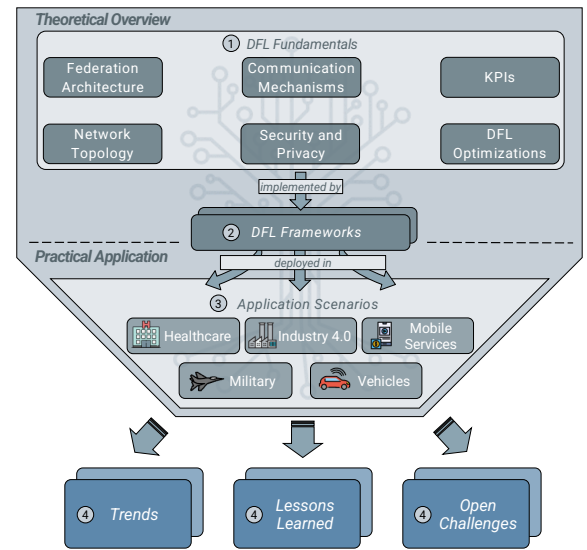 Theoretical Overview
① DFL Fundamentals
Federation
Architecture
Communication
Mechanisms
KPIs
Network
Topology
Security and
Privacy
DFL
Optimizations
implemented by
② DFL Frameworks
Practical Application
deployed in
③ Application Scenarios
Healthcare
Industry 4.0
Mobile
Services
Military
Vehicles
④ Trends
④ Lessons
Learned
④ Open
Challenges